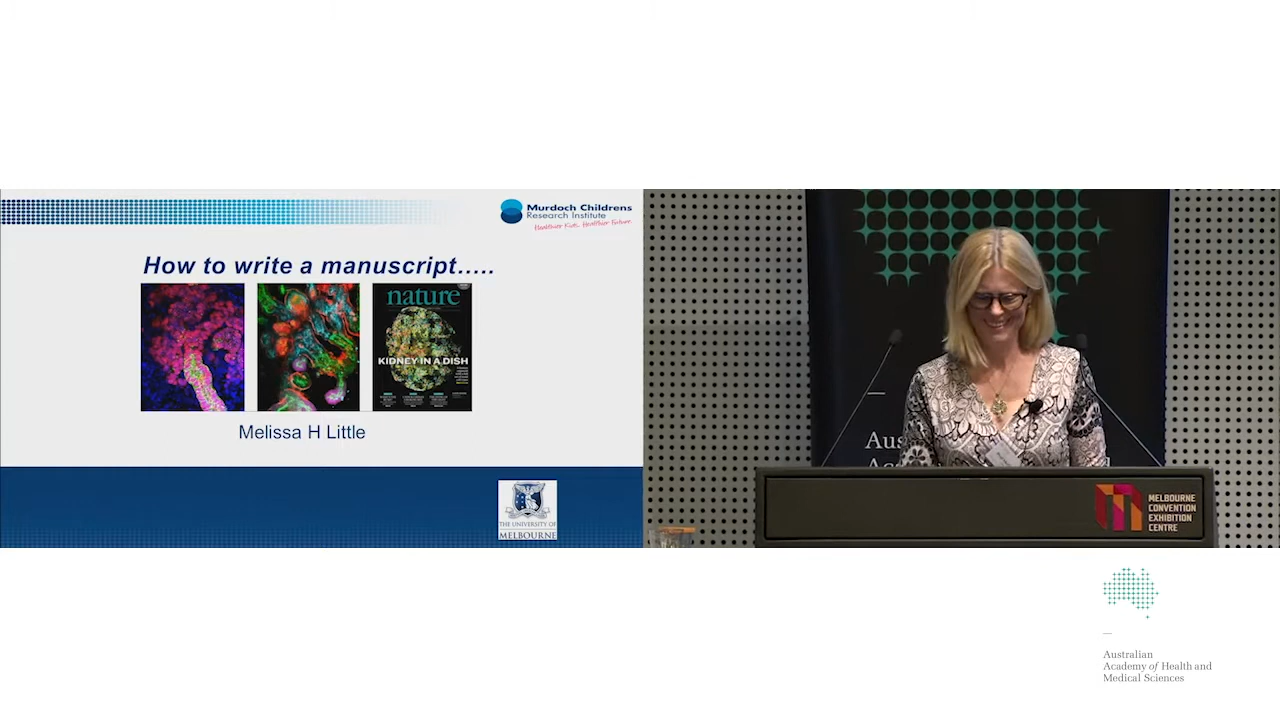 Murdoch Childrens
Research Institute
Healthier Kids. Healthier Future.
How to write a manuscript.....
nature
KIDNEY IN A DISH
Melissa H Little
THE UNIVERSITY OF
MELBOURNE
MELBOURNE
CONVENTION
EXHIBITION
CENTRE
Australian
Academy of Health and
Medical Sciences